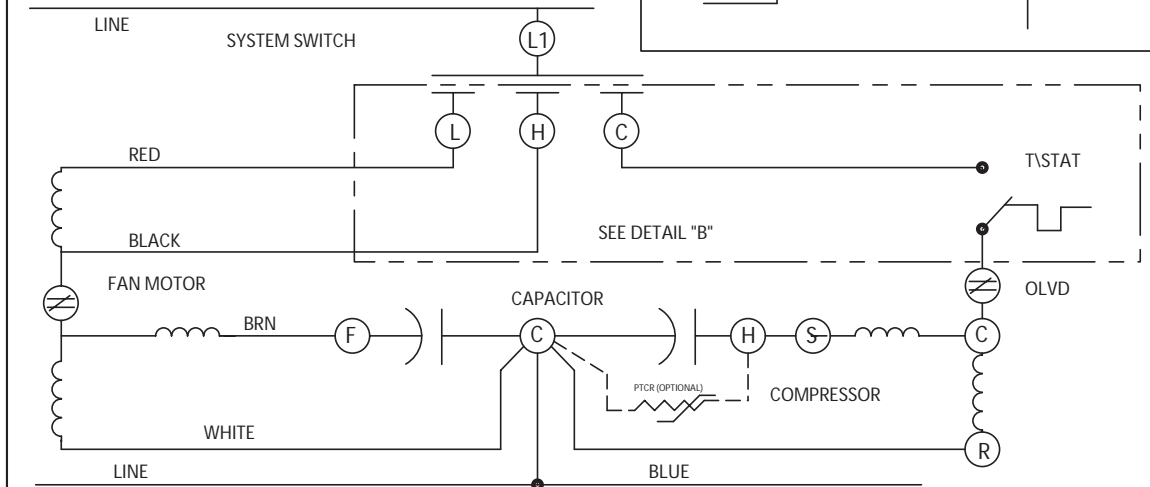 LINE
SYSTEM SWITCH
L1
L
H
C
RED
T\STAT
BLACK
SEE DETAIL "B"
FAN MOTOR
OLVD
CAPACITOR
BRN
F
C
H
S
C
PTCR (OPTIONAL)
COMPRESSOR
WHITE
R
LINE
BLUE